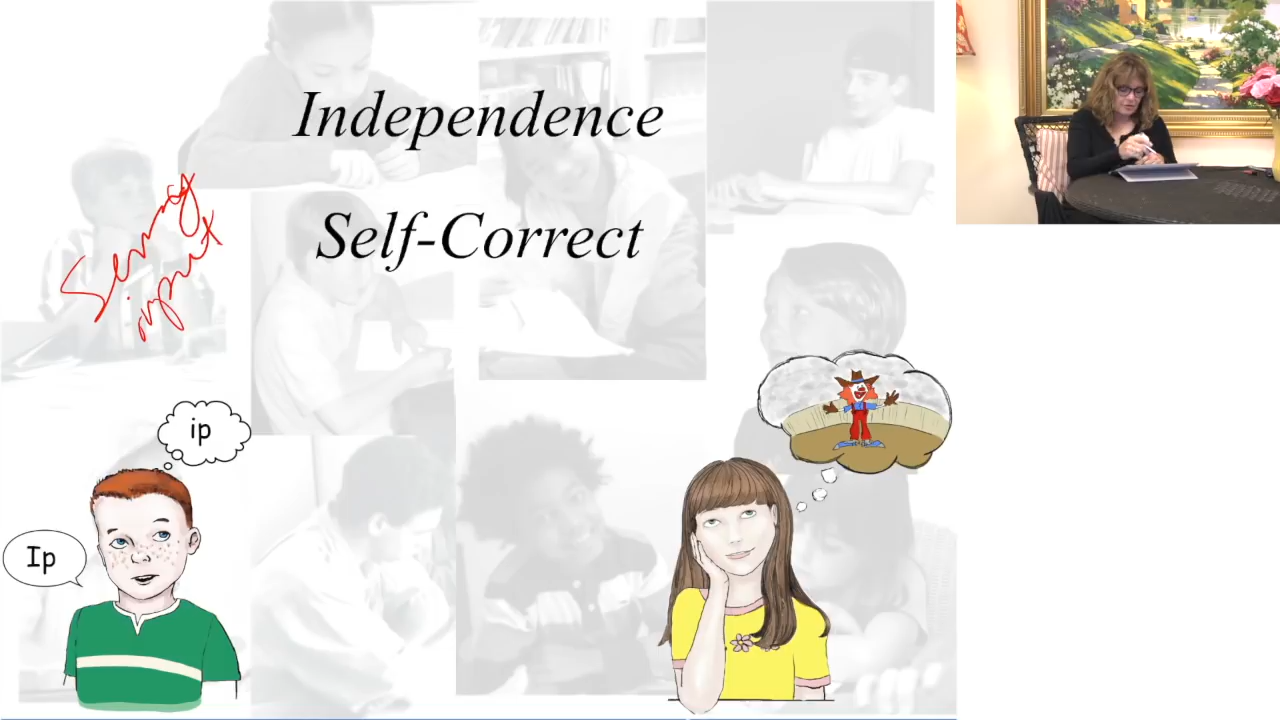 Independence
Self-Correct
Sensory
input
ip
Ip